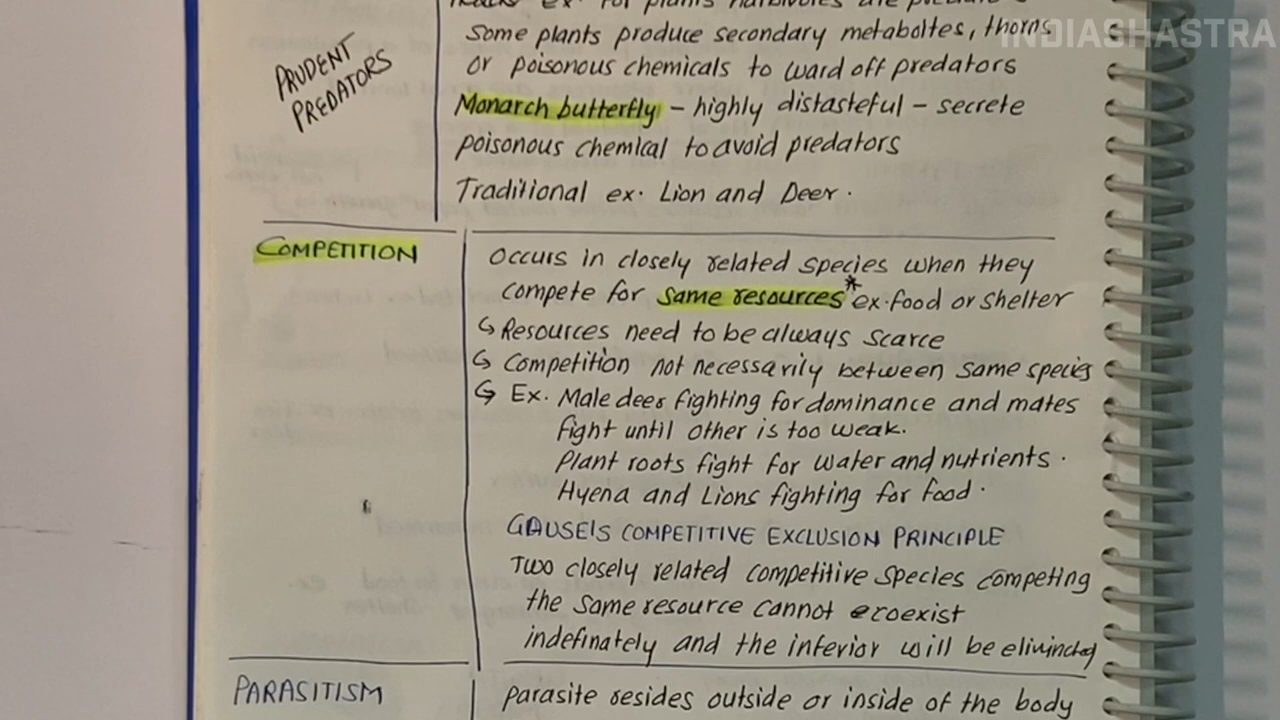 INDIASHASTRA
ex. For plants herbivores are
Some plants produce secondary metaboltes, thorns
or poisonous chemicals to ward off predators
PRUDENT
PREDATORS
Monarch butterfly – highly distasteful – secrete
poisonous chemical to avoid predators
Traditional ex. Lion and Deer.
COMPETITION
Occurs in closely related species when they
compete for same resources* ex. food or shelter
↳ Resources need to be always scarce
↳ Competition not necessarily between same species
↳ Ex. Male deer fighting for dominance and mates
fight until other is too weak.
Plant roots fight for water and nutrients.
Hyena and Lions fighting for food.
GAUSE'S COMPETITIVE EXCLUSION PRINCIPLE
Two closely related competitive species competing
the same resource cannot coexist
indefinately and the inferior will be
PARASITISM
parasite resides outside or inside of the body